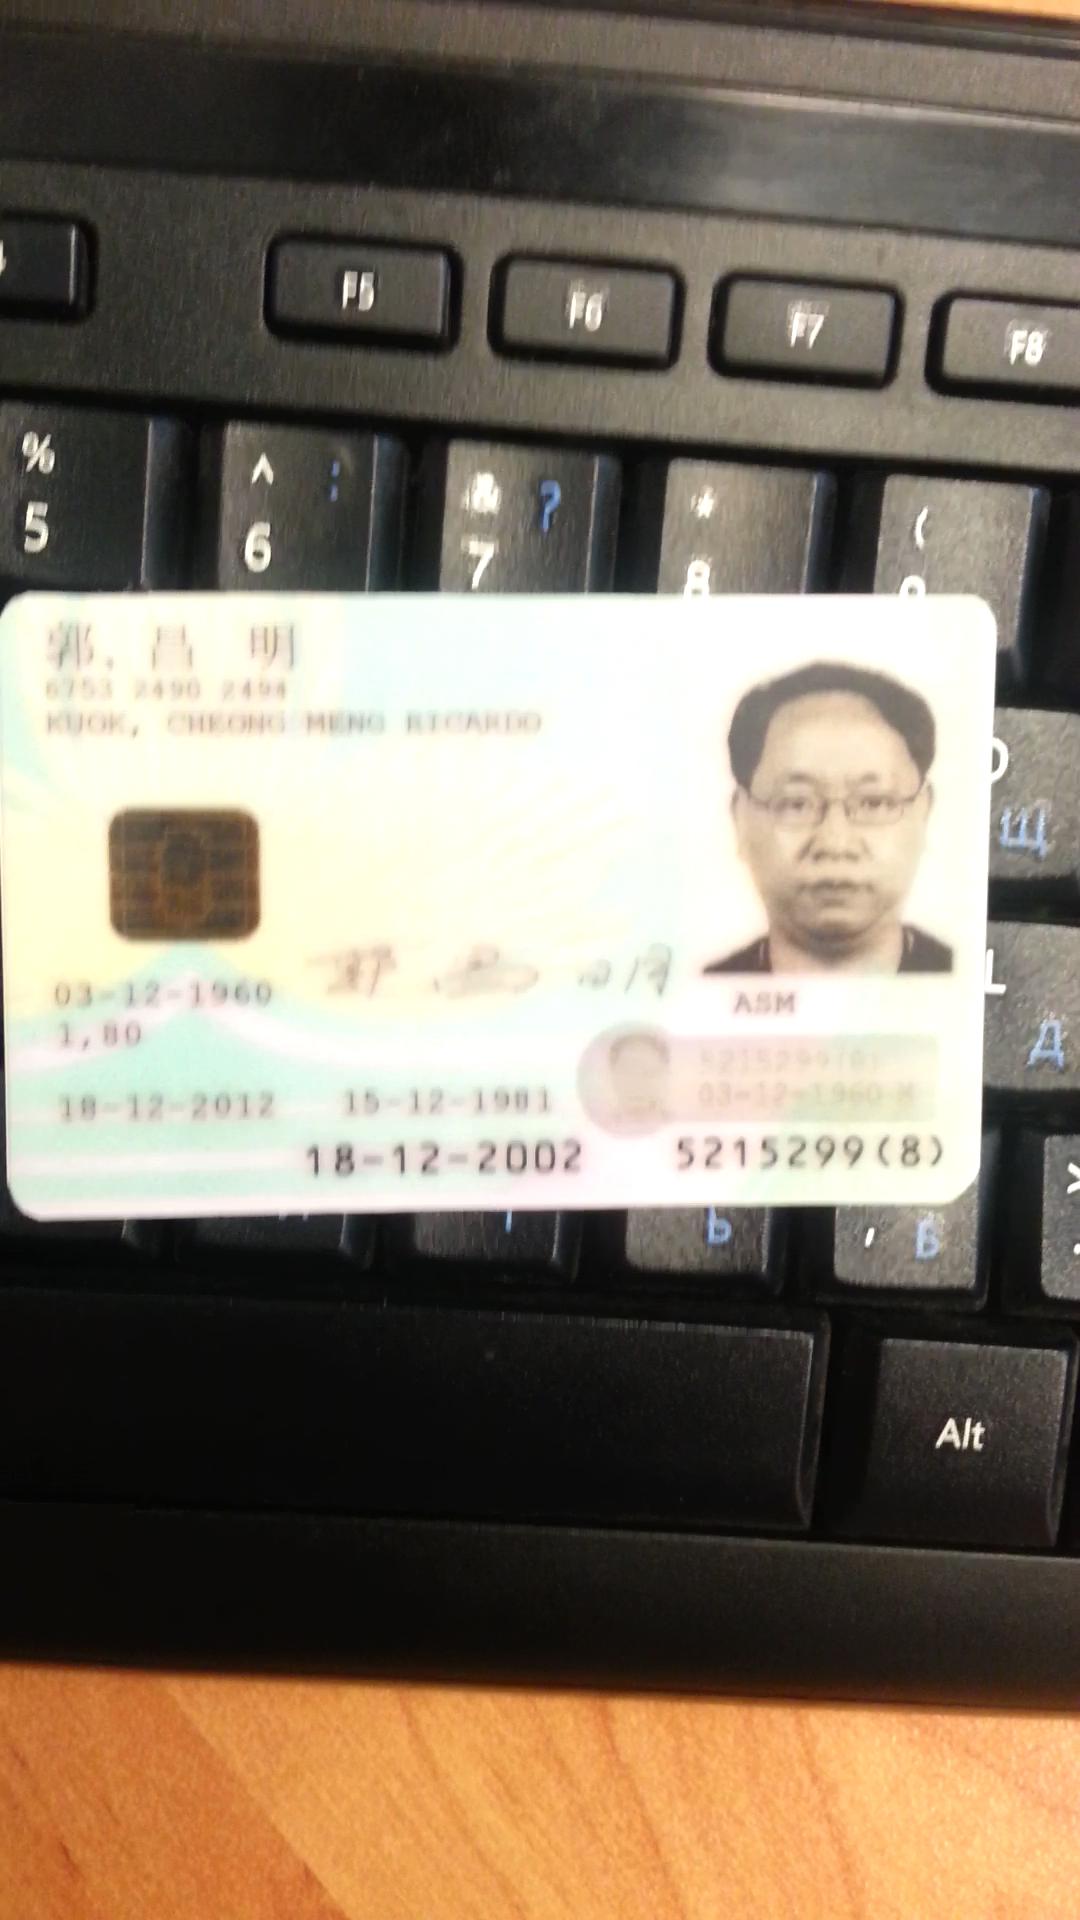 F5 F6 F7 F8
% ^ : & ? * (
5 6 7 8
郭, 昌 明
6753 2490 2494
KUOK, CHEONG MENG RICARDO
Щ
郭 昌 明
L
03-12-1960
ASM
1,80
Д
5215299(8)
03-12-1960 M
18-12-2012 15-12-1981
18-12-2002 5215299(8)
Ь , Б
Alt